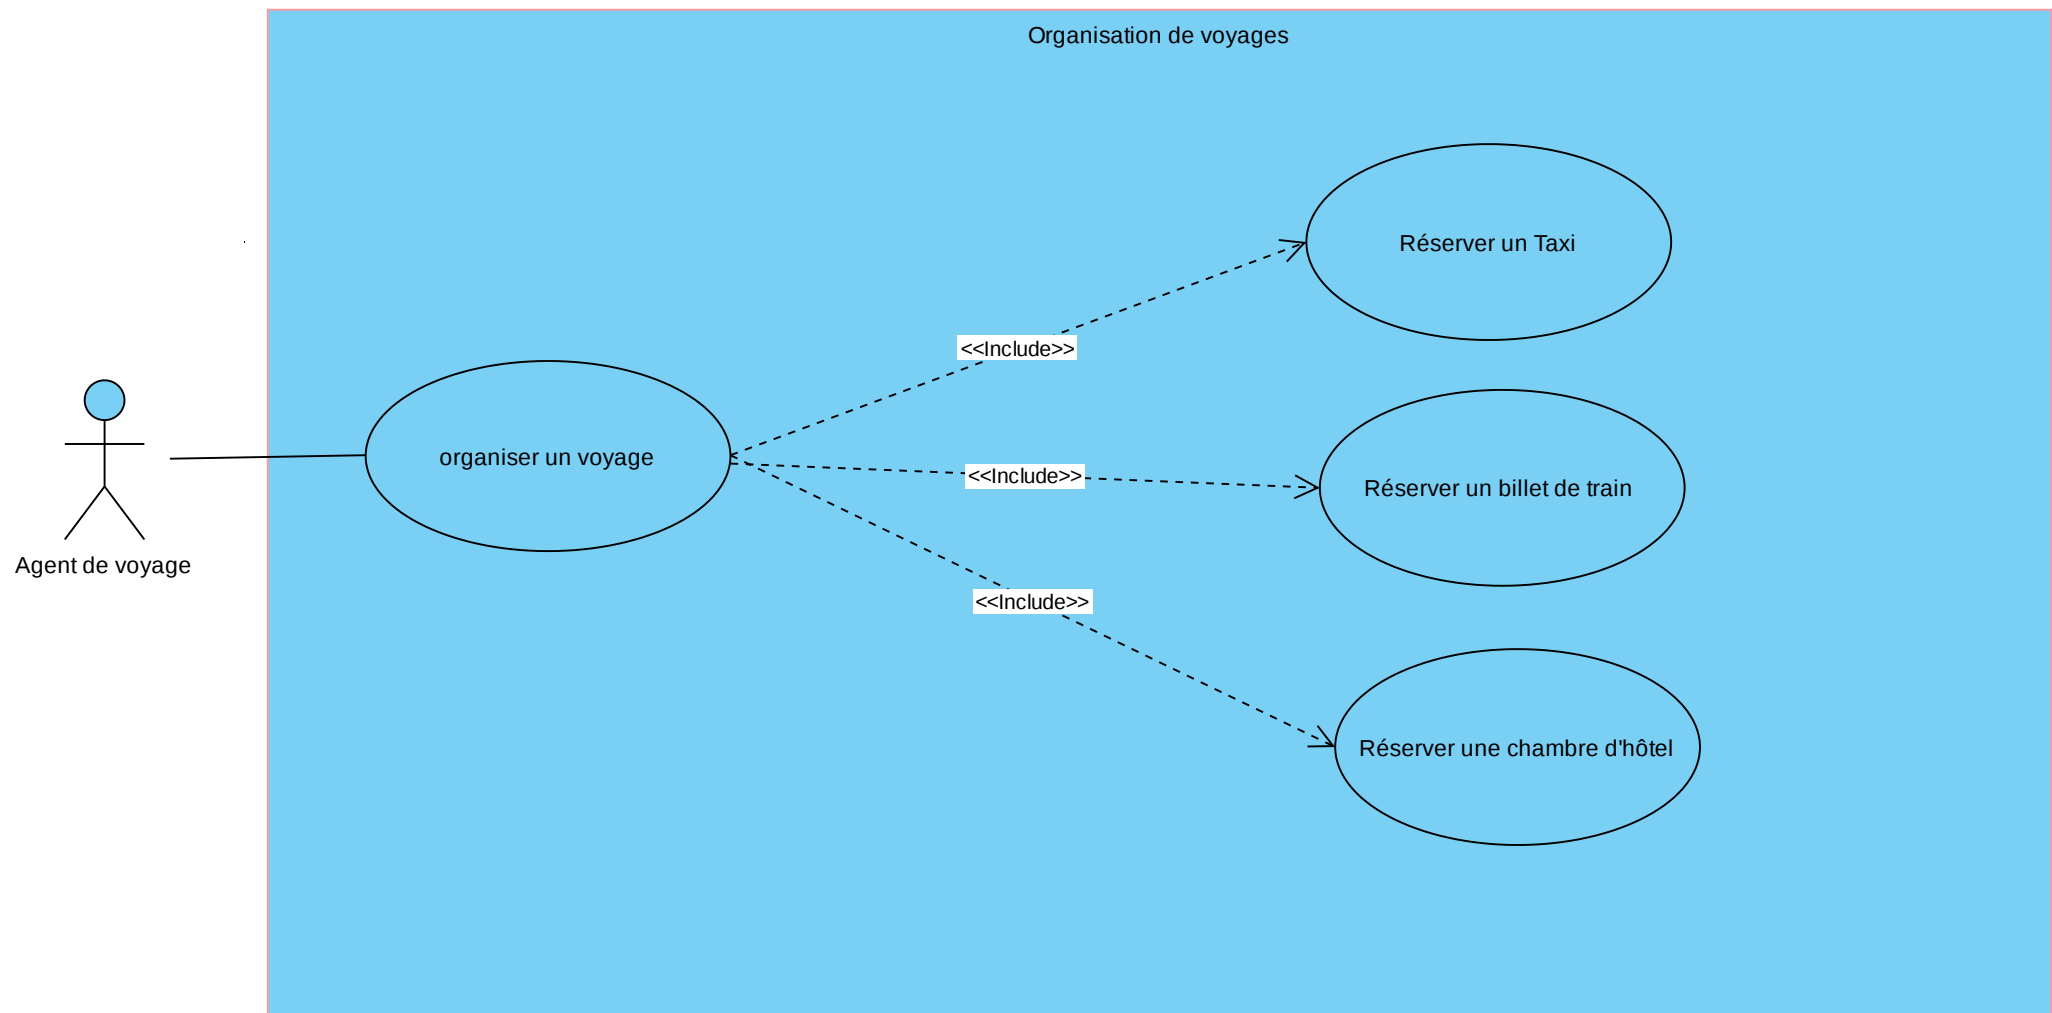 Organisation de voyages
Réserver un Taxi
<<Include>>
organiser un voyage
<<Include>>
Réserver un billet de train
Agent de voyage
<<Include>>
Réserver une chambre d'hôtel